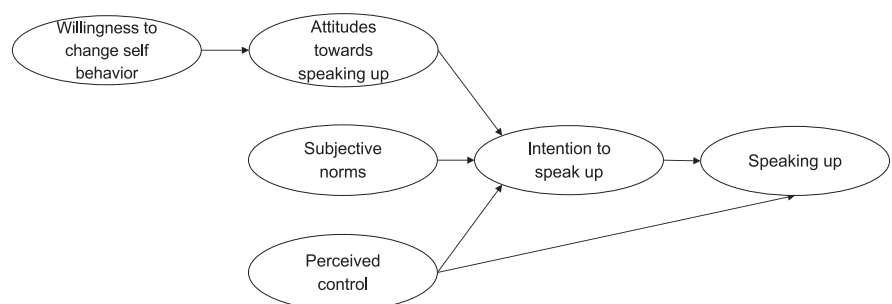 Willingness to
change self
behavior
Attitudes
towards
speaking up
Subjective
norms
Intention to
speak up
Speaking up
Perceived
control